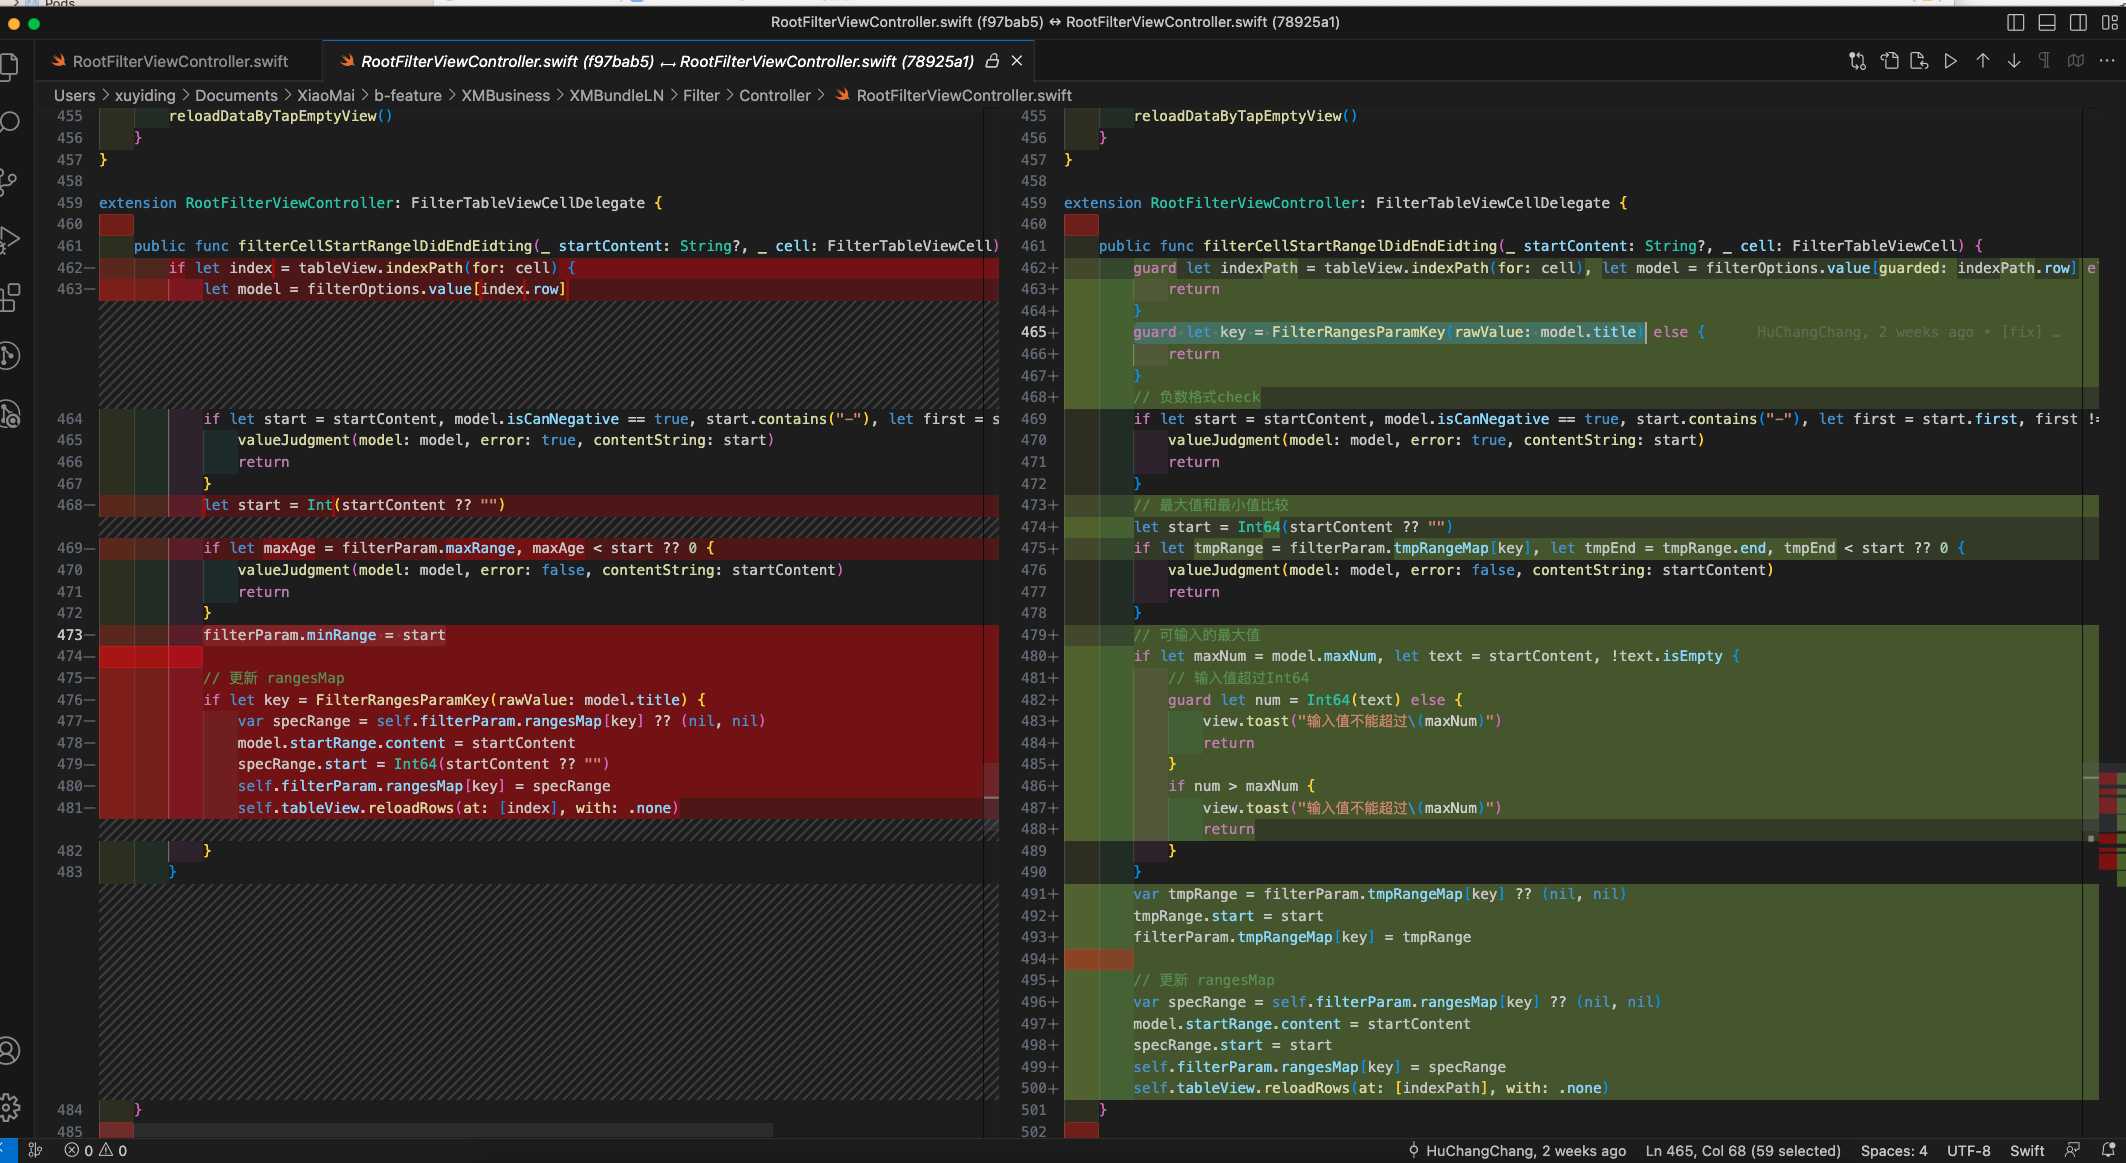 Pods
RootFilterViewController.swift (f97bab5) ↔ RootFilterViewController.swift (78925a1)
RootFilterViewController.swift
RootFilterViewController.swift (f97bab5) ↔ RootFilterViewController.swift (78925a1)
Users > xuyiding > Documents > XiaoMai > b-feature > XMBusiness > XMBundleLN > Filter > Controller > RootFilterViewController.swift
455 reloadDataByTapEmptyView()
456 }
457 }
458
459 extension RootFilterViewController: FilterTableViewCellDelegate {
460
461 public func filterCellStartRangelDidEndEidting(_ startContent: String?, _ cell: FilterTableViewCell)
462— if let index = tableView.indexPath(for: cell) {
463— let model = filterOptions.value[index.row]
464 if let start = startContent, model.isCanNegative == true, start.contains("-"), let first = s
465 valueJudgment(model: model, error: true, contentString: start)
466 return
467 }
468— let start = Int(startContent ?? "")
469— if let maxAge = filterParam.maxRange, maxAge < start ?? 0 {
470 valueJudgment(model: model, error: false, contentString: startContent)
471 return
472 }
473— filterParam.minRange = start
474—
475— // 更新 rangesMap
476— if let key = FilterRangesParamKey(rawValue: model.title) {
477— var specRange = self.filterParam.rangesMap[key] ?? (nil, nil)
478— model.startRange.content = startContent
479— specRange.start = Int64(startContent ?? "")
480— self.filterParam.rangesMap[key] = specRange
481— self.tableView.reloadRows(at: [index], with: .none)
482 }
483 }
484 }
485
455 reloadDataByTapEmptyView()
456 }
457 }
458
459 extension RootFilterViewController: FilterTableViewCellDelegate {
460
461 public func filterCellStartRangelDidEndEidting(_ startContent: String?, _ cell: FilterTableViewCell) {
462+ guard let indexPath = tableView.indexPath(for: cell), let model = filterOptions.value[guarded: indexPath.row] e
463+ return
464+ }
465+ guard let key = FilterRangesParamKey(rawValue: model.title) else { HuChangChang, 2 weeks ago • [fix] …
466+ return
467+ }
468+ // 负数格式check
469 if let start = startContent, model.isCanNegative == true, start.contains("-"), let first = start.first, first !=
470 valueJudgment(model: model, error: true, contentString: start)
471 return
472 }
473+ // 最大值和最小值比较
474+ let start = Int64(startContent ?? "")
475+ if let tmpRange = filterParam.tmpRangeMap[key], let tmpEnd = tmpRange.end, tmpEnd < start ?? 0 {
476 valueJudgment(model: model, error: false, contentString: startContent)
477 return
478 }
479+ // 可输入的最大值
480+ if let maxNum = model.maxNum, let text = startContent, !text.isEmpty {
481+ // 输入值超过Int64
482+ guard let num = Int64(text) else {
483+ view.toast("输入值不能超过\(maxNum)")
484+ return
485+ }
486+ if num > maxNum {
487+ view.toast("输入值不能超过\(maxNum)")
488+ return
489 }
490 }
491+ var tmpRange = filterParam.tmpRangeMap[key] ?? (nil, nil)
492+ tmpRange.start = start
493+ filterParam.tmpRangeMap[key] = tmpRange
494+
495+ // 更新 rangesMap
496+ var specRange = self.filterParam.rangesMap[key] ?? (nil, nil)
497+ model.startRange.content = startContent
498+ specRange.start = start
499+ self.filterParam.rangesMap[key] = specRange
500+ self.tableView.reloadRows(at: [indexPath], with: .none)
501 }
502
0 0 HuChangChang, 2 weeks ago Ln 465, Col 68 (59 selected) Spaces: 4 UTF-8 Swift